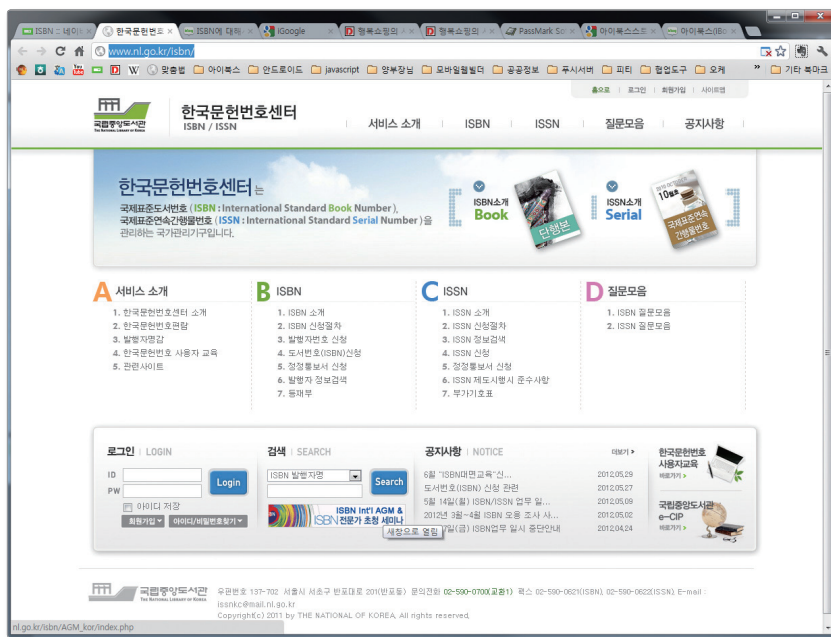 ISBN :: 네이
한국문헌번호
ISBN에 대해
iGoogle
행복쇼핑의
행복쇼핑의
PassMark So
아이북스스
아이북스(iBo
www.nl.go.kr/isbn/
맞춤법 아이북스 안드로이드 javascript 양부장님 모바일웹빌더 공공정보 푸시서버 피티 협업도구 오케 » 기타 북마크
홈으로 | 로그인 | 회원가입 | 사이트맵
국립중앙도서관
The National Library of Korea
한국문헌번호센터
ISBN / ISSN
서비스 소개 | ISBN | ISSN | 질문모음 | 공지사항
한국문헌번호센터는
국제표준도서번호 ( ISBN : International Standard Book Number ),
국제표준연속간행물번호 ( ISSN : International Standard Serial Number )을
관리하는 국가관리기구입니다.
ISBN소개
Book
단행본
ISSN소개
Serial
10월호
국제표준연속
간행물번호
A 서비스 소개
1. 한국문헌번호센터 소개
2. 한국문헌번호편람
3. 발행자명감
4. 한국문헌번호 사용자 교육
5. 관련사이트
B ISBN
1. ISBN 소개
2. ISBN 신청절차
3. 발행자번호 신청
4. 도서번호(ISBN)신청
5. 정정통보서 신청
6. 발행자 정보검색
7. 등재부
C ISSN
1. ISSN 소개
2. ISSN 신청절차
3. ISSN 정보검색
4. ISSN 신청
5. 정정통보서 신청
6. ISSN 제도시행시 준수사항
7. 부가기호표
D 질문모음
1. ISBN 질문모음
2. ISSN 질문모음
로그인 | LOGIN
ID
PW
Login
아이디 저장
회원가입 아이디/비밀번호찾기
검색 | SEARCH
ISBN 발행자명
Search
ISBN Int'l AGM &
ISBN 전문가 초청 세미나
새창으로 열림
공지사항 | NOTICE 더보기 >
6월 "ISBN대면교육"신... 2012.05.29
도서번호(ISBN) 신청 관련 2012.05.27
5월 14일(월) ISBN/ISSN 업무 일... 2012.05.09
2012년 3월~4월 ISBN 오용 조사 사... 2012.05.02
7일(금) ISBN업무 일시 중단안내 2012.04.24
한국문헌번호
사용자교육
바로가기 >
국립중앙도서관
e-CIP
바로가기 >
국립중앙도서관
The National Library of Korea
우편번호 137-702 서울시 서초구 반포대로 201(반포동) 문의전화 02-590-0700(교환1) 팩스 02-590-0621(ISBN), 02-590-0622(ISSN), E-mail :
issnkc@mail.nl.go.kr
Copyright(c) 2011 by THE NATIONAL OF KOREA, All rights reserved.
nl.go.kr/isbn/AGM_kor/index.php